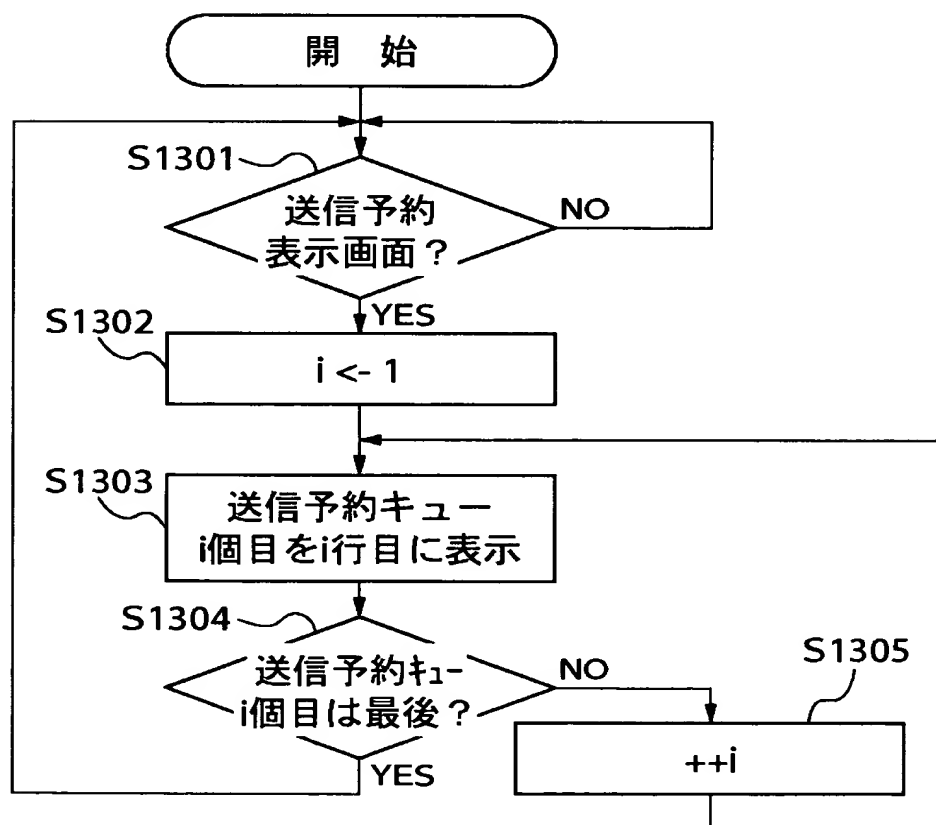 開 始
S1301
送信予約
表示画面?
NO
YES
S1302
i <- 1
S1303
送信予約キュー
i個目をi行目に表示
S1304
送信予約ｷｭｰ
i個目は最後?
NO
YES
S1305
++i